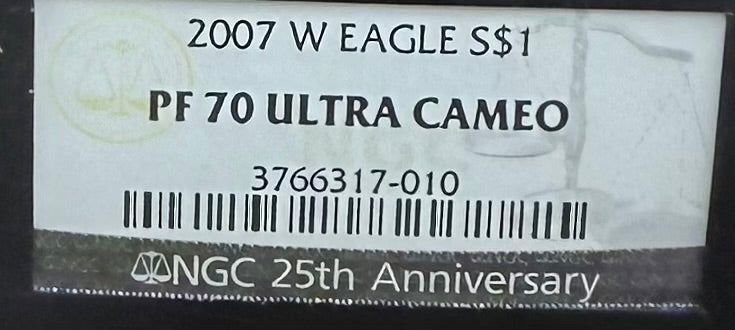 2007 W EAGLE S$1
PF 70 ULTRA CAMEO
3766317-010
NGC 25th Anniversary